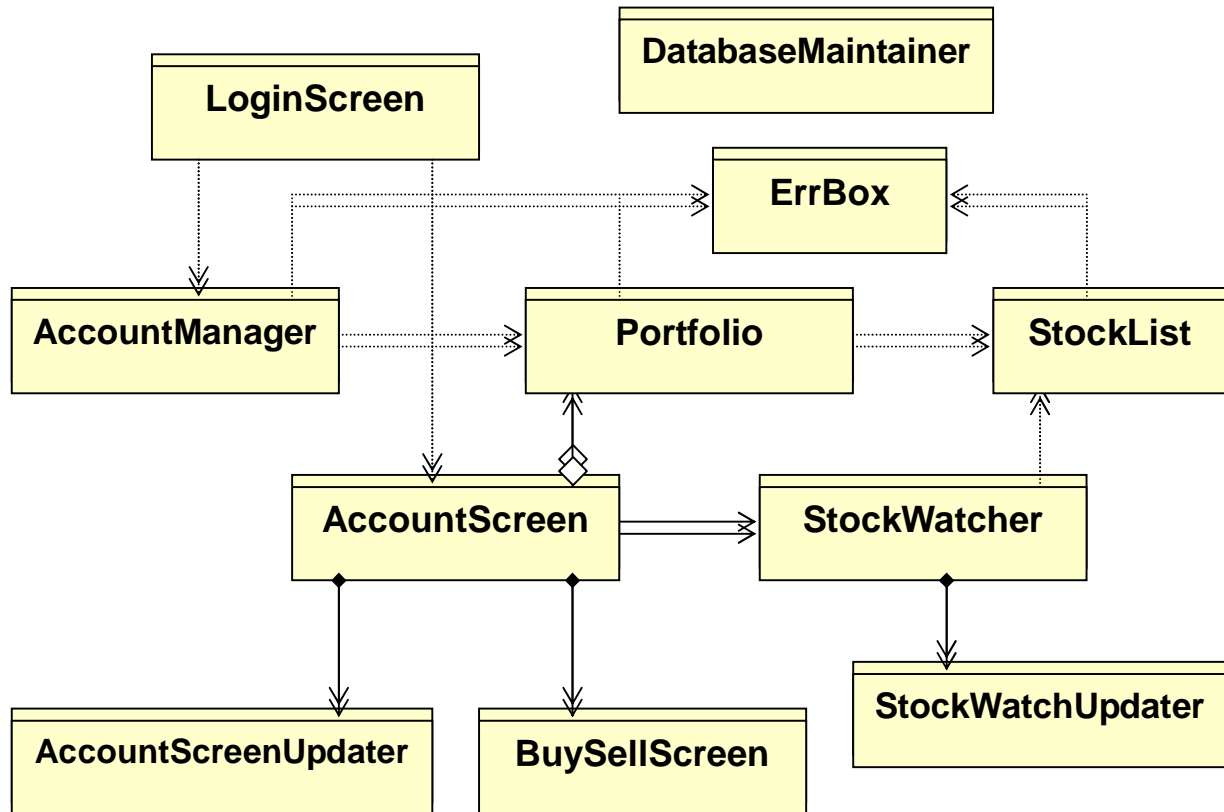 DatabaseMaintainer
LoginScreen
ErrBox
AccountManager
Portfolio
StockList
AccountScreen
StockWatcher
StockWatchUpdater
AccountScreenUpdater
BuySellScreen